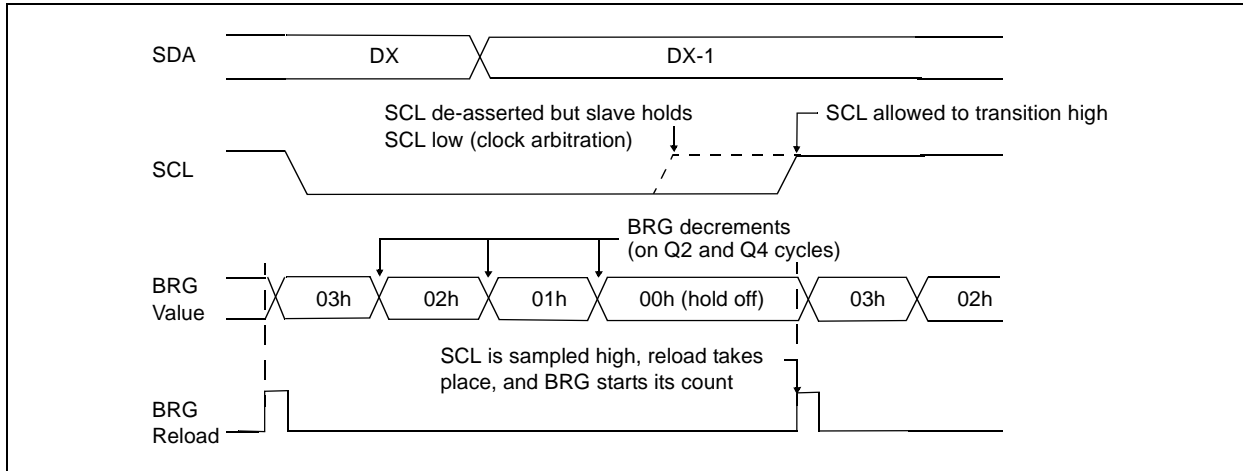 SDA
DX
DX-1
SCL de-asserted but slave holds
SCL low (clock arbitration)
SCL allowed to transition high
SCL
BRG decrements
(on Q2 and Q4 cycles)
BRG
Value
03h
02h
01h
00h (hold off)
03h
02h
SCL is sampled high, reload takes
place, and BRG starts its count
BRG
Reload